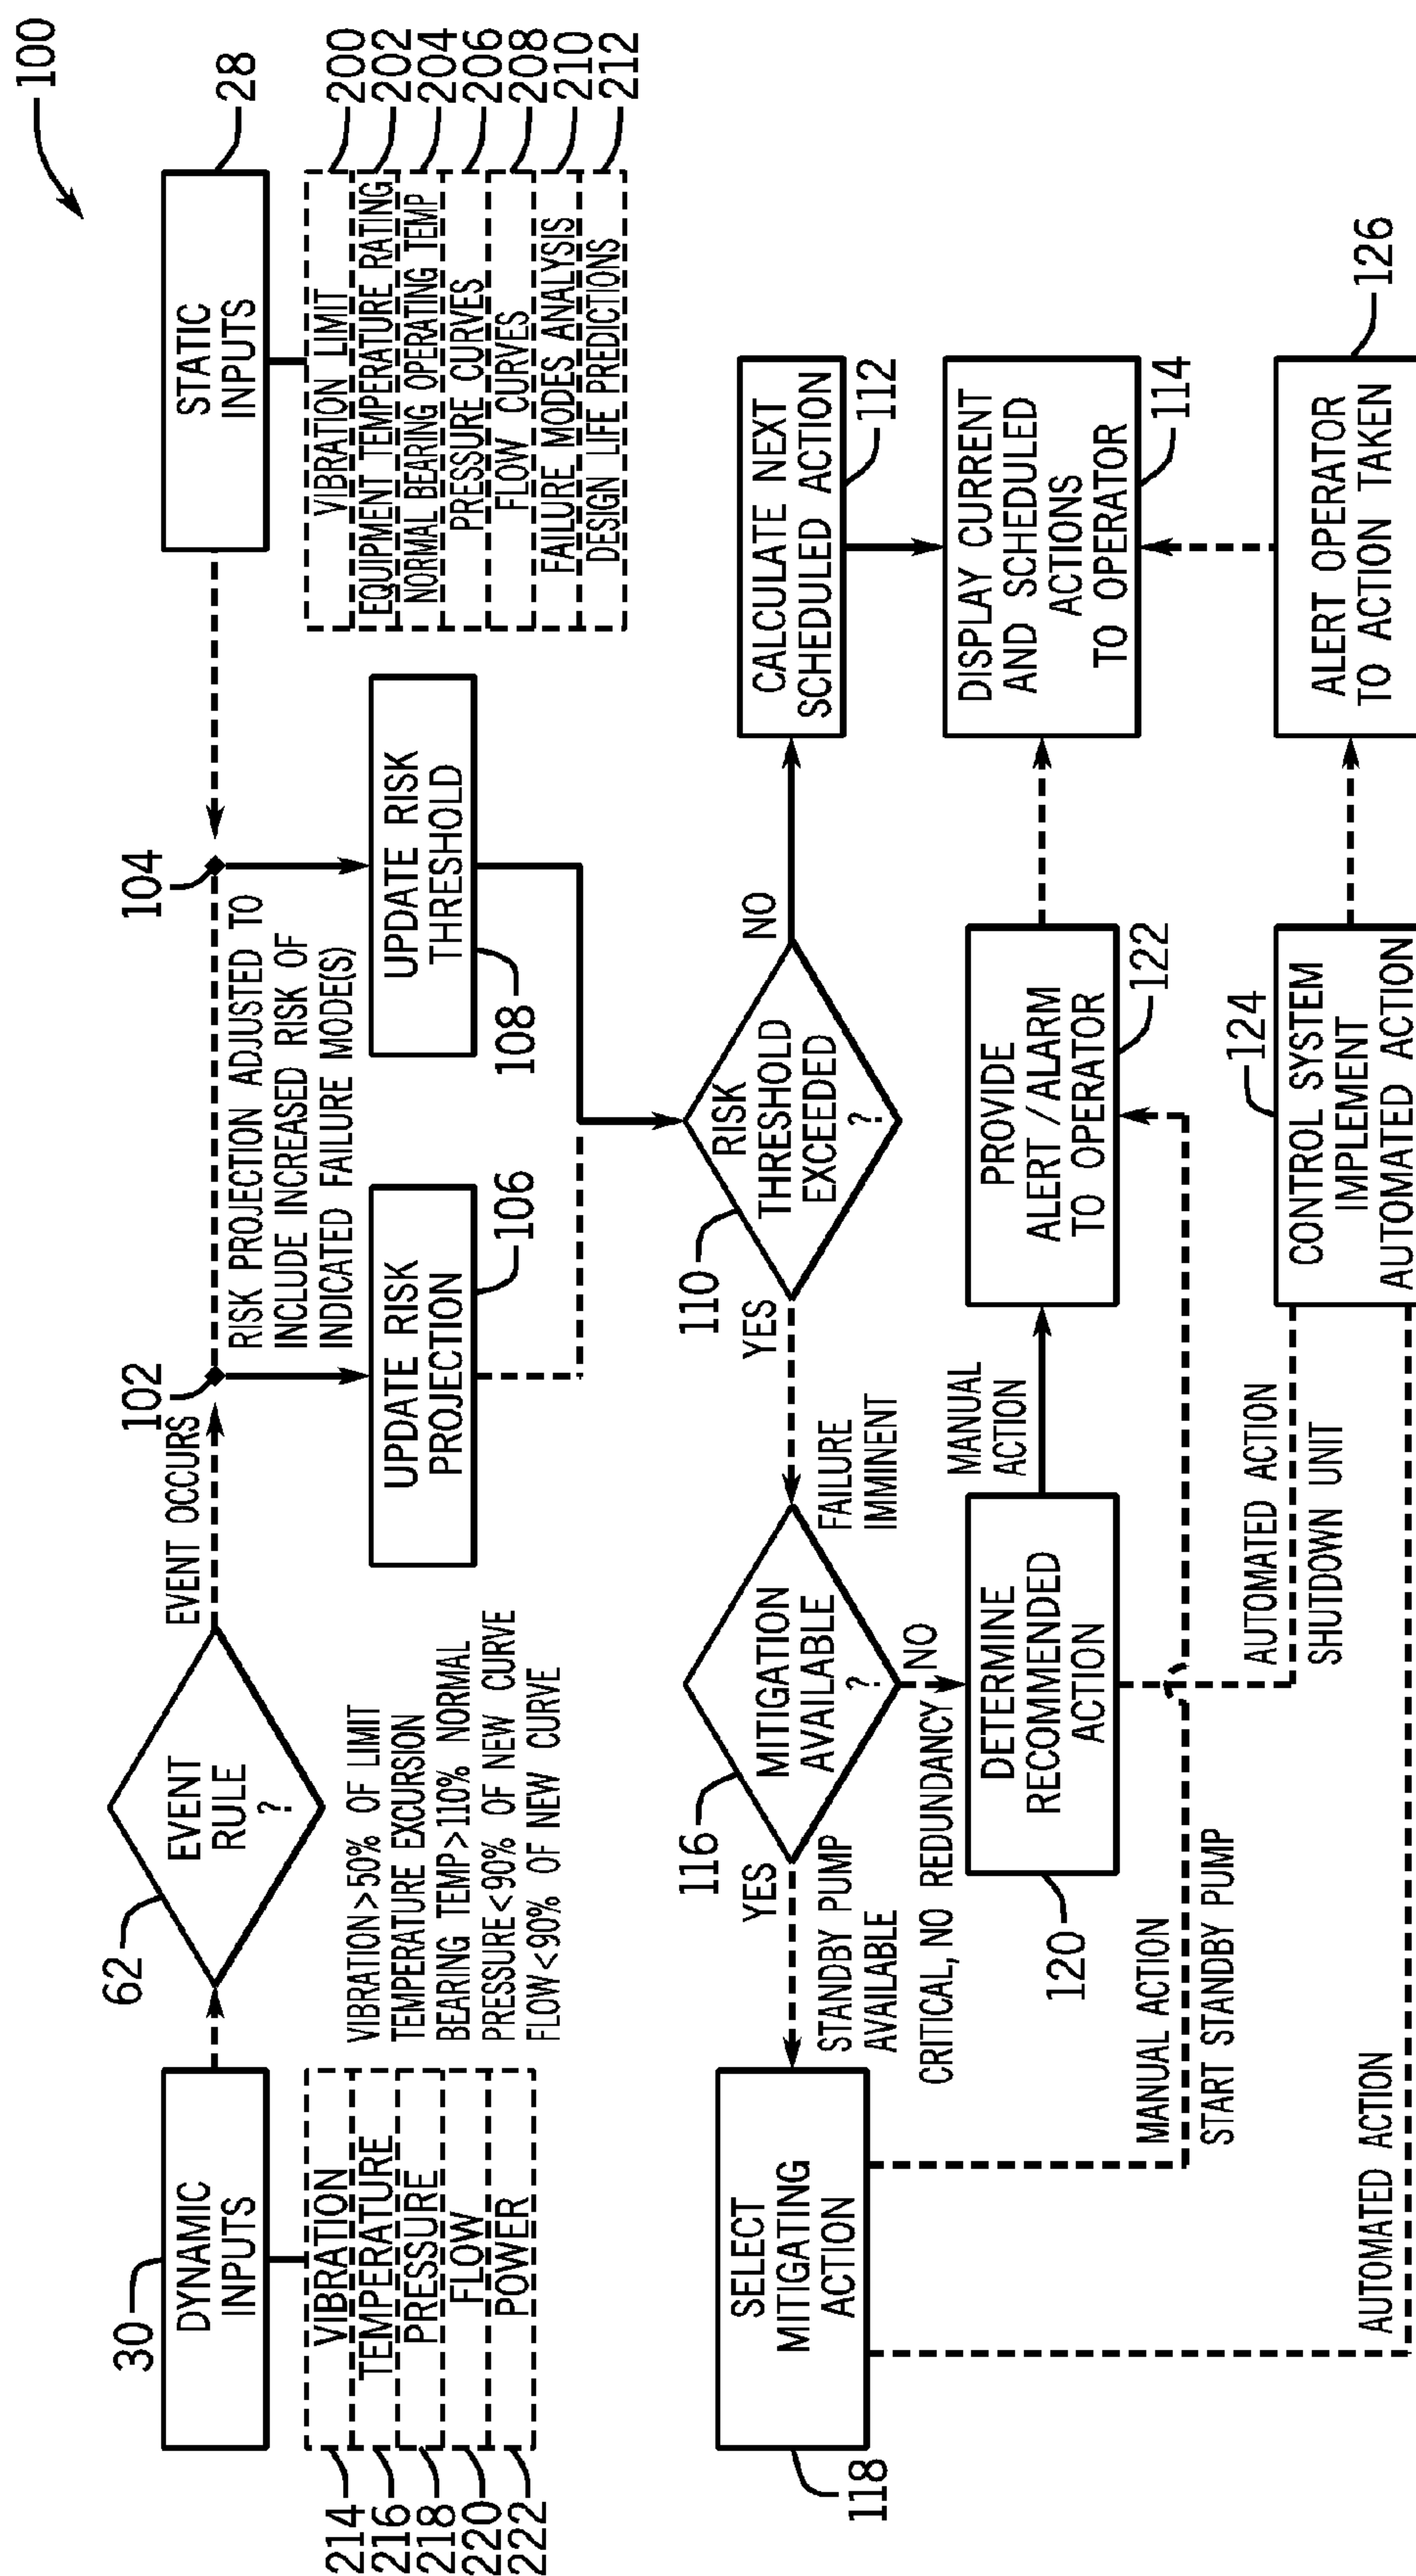 100
30
DYNAMIC
INPUTS
214
VIBRATION
216
TEMPERATURE
218
PRESSURE
220
FLOW
222
POWER
62
EVENT
RULE
?
VIBRATION>50% OF LIMIT
TEMPERATURE EXCURSION
BEARING TEMP>110% NORMAL
PRESSURE<90% OF NEW CURVE
FLOW<90% OF NEW CURVE
EVENT OCCURS
102
RISK PROJECTION ADJUSTED TO
INCLUDE INCREASED RISK OF
INDICATED FAILURE MODE(S)
104
UPDATE RISK
PROJECTION
106
UPDATE RISK
THRESHOLD
108
STATIC
INPUTS
28
VIBRATION LIMIT
200
EQUIPMENT TEMPERATURE RATING
202
NORMAL BEARING OPERATING TEMP
204
PRESSURE CURVES
206
FLOW CURVES
208
FAILURE MODES ANALYSIS
210
DESIGN LIFE PREDICTIONS
212
SELECT
MITIGATING
ACTION
118
YES
STANDBY PUMP
AVAILABLE
116
MITIGATION
AVAILABLE
?
NO
CRITICAL, NO REDUNDANCY
YES
FAILURE
IMMINENT
110
RISK
THRESHOLD
EXCEEDED
?
NO
CALCULATE NEXT
SCHEDULED ACTION
112
DETERMINE
RECOMMENDED
ACTION
120
MANUAL
ACTION
PROVIDE
ALERT/ALARM
TO OPERATOR
122
DISPLAY CURRENT
AND SCHEDULED
ACTIONS
TO OPERATOR
114
MANUAL ACTION
START STANDBY PUMP
AUTOMATED ACTION
SHUTDOWN UNIT
124
CONTROL SYSTEM
IMPLEMENT
AUTOMATED ACTION
ALERT OPERATOR
TO ACTION TAKEN
126
AUTOMATED ACTION